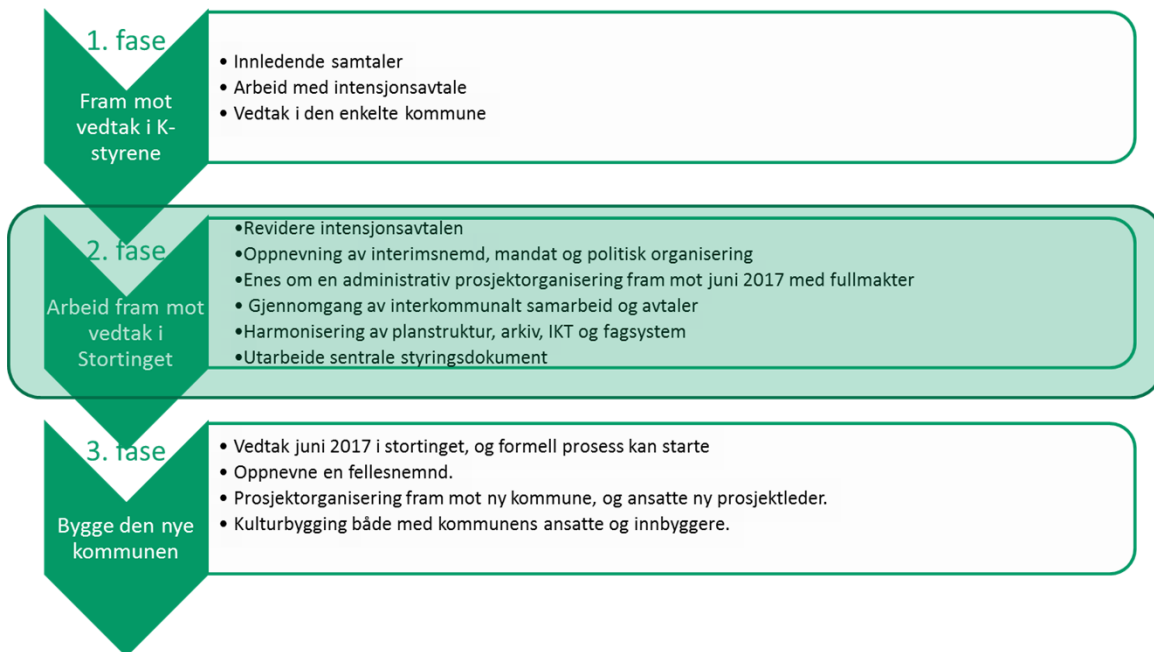 1. fase
Fram mot
vedtak i K-
styrene
• Innledende samtaler
• Arbeid med intensjonsavtale
• Vedtak i den enkelte kommune
2. fase
Arbeid fram mot
vedtak i
Stortinget
•Revidere intensjonsavtalen
•Oppnevning av interimsnemd, mandat og politisk organisering
•Enes om en administrativ prosjektorganisering fram mot juni 2017 med fullmakter
• Gjennomgang av interkommunalt samarbeid og avtaler
•Harmonisering av planstruktur, arkiv, IKT og fagsystem
•Utarbeide sentrale styringsdokument
3. fase
Bygge den nye
kommunen
• Vedtak juni 2017 i stortinget, og formell prosess kan starte
• Oppnevne en fellesnemnd.
• Prosjektorganisering fram mot ny kommune, og ansatte ny prosjektleder.
• Kulturbygging både med kommunens ansatte og innbyggere.